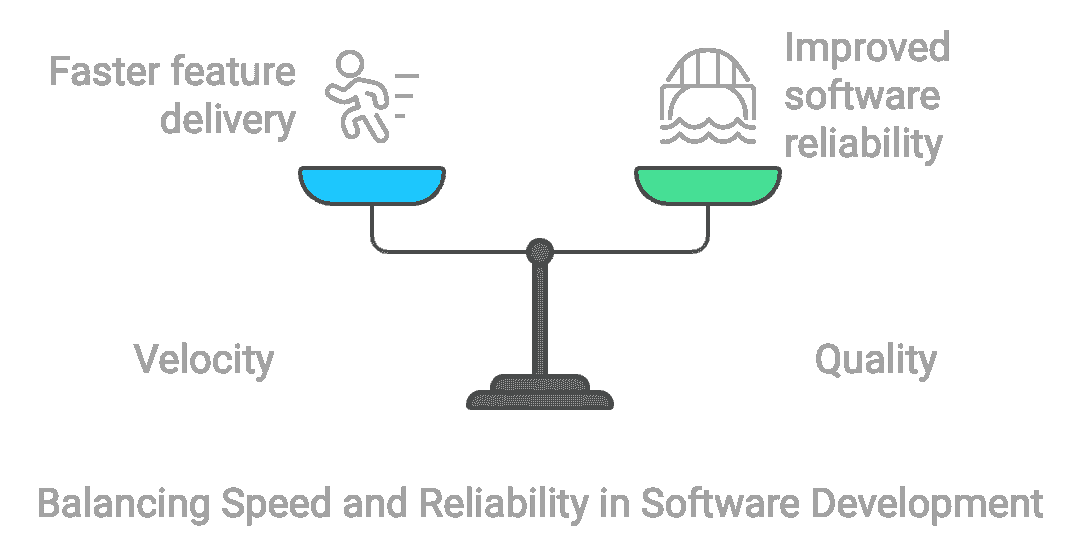 Faster feature
delivery
Improved
software
reliability
Velocity
Quality
Balancing Speed and Reliability in Software Development